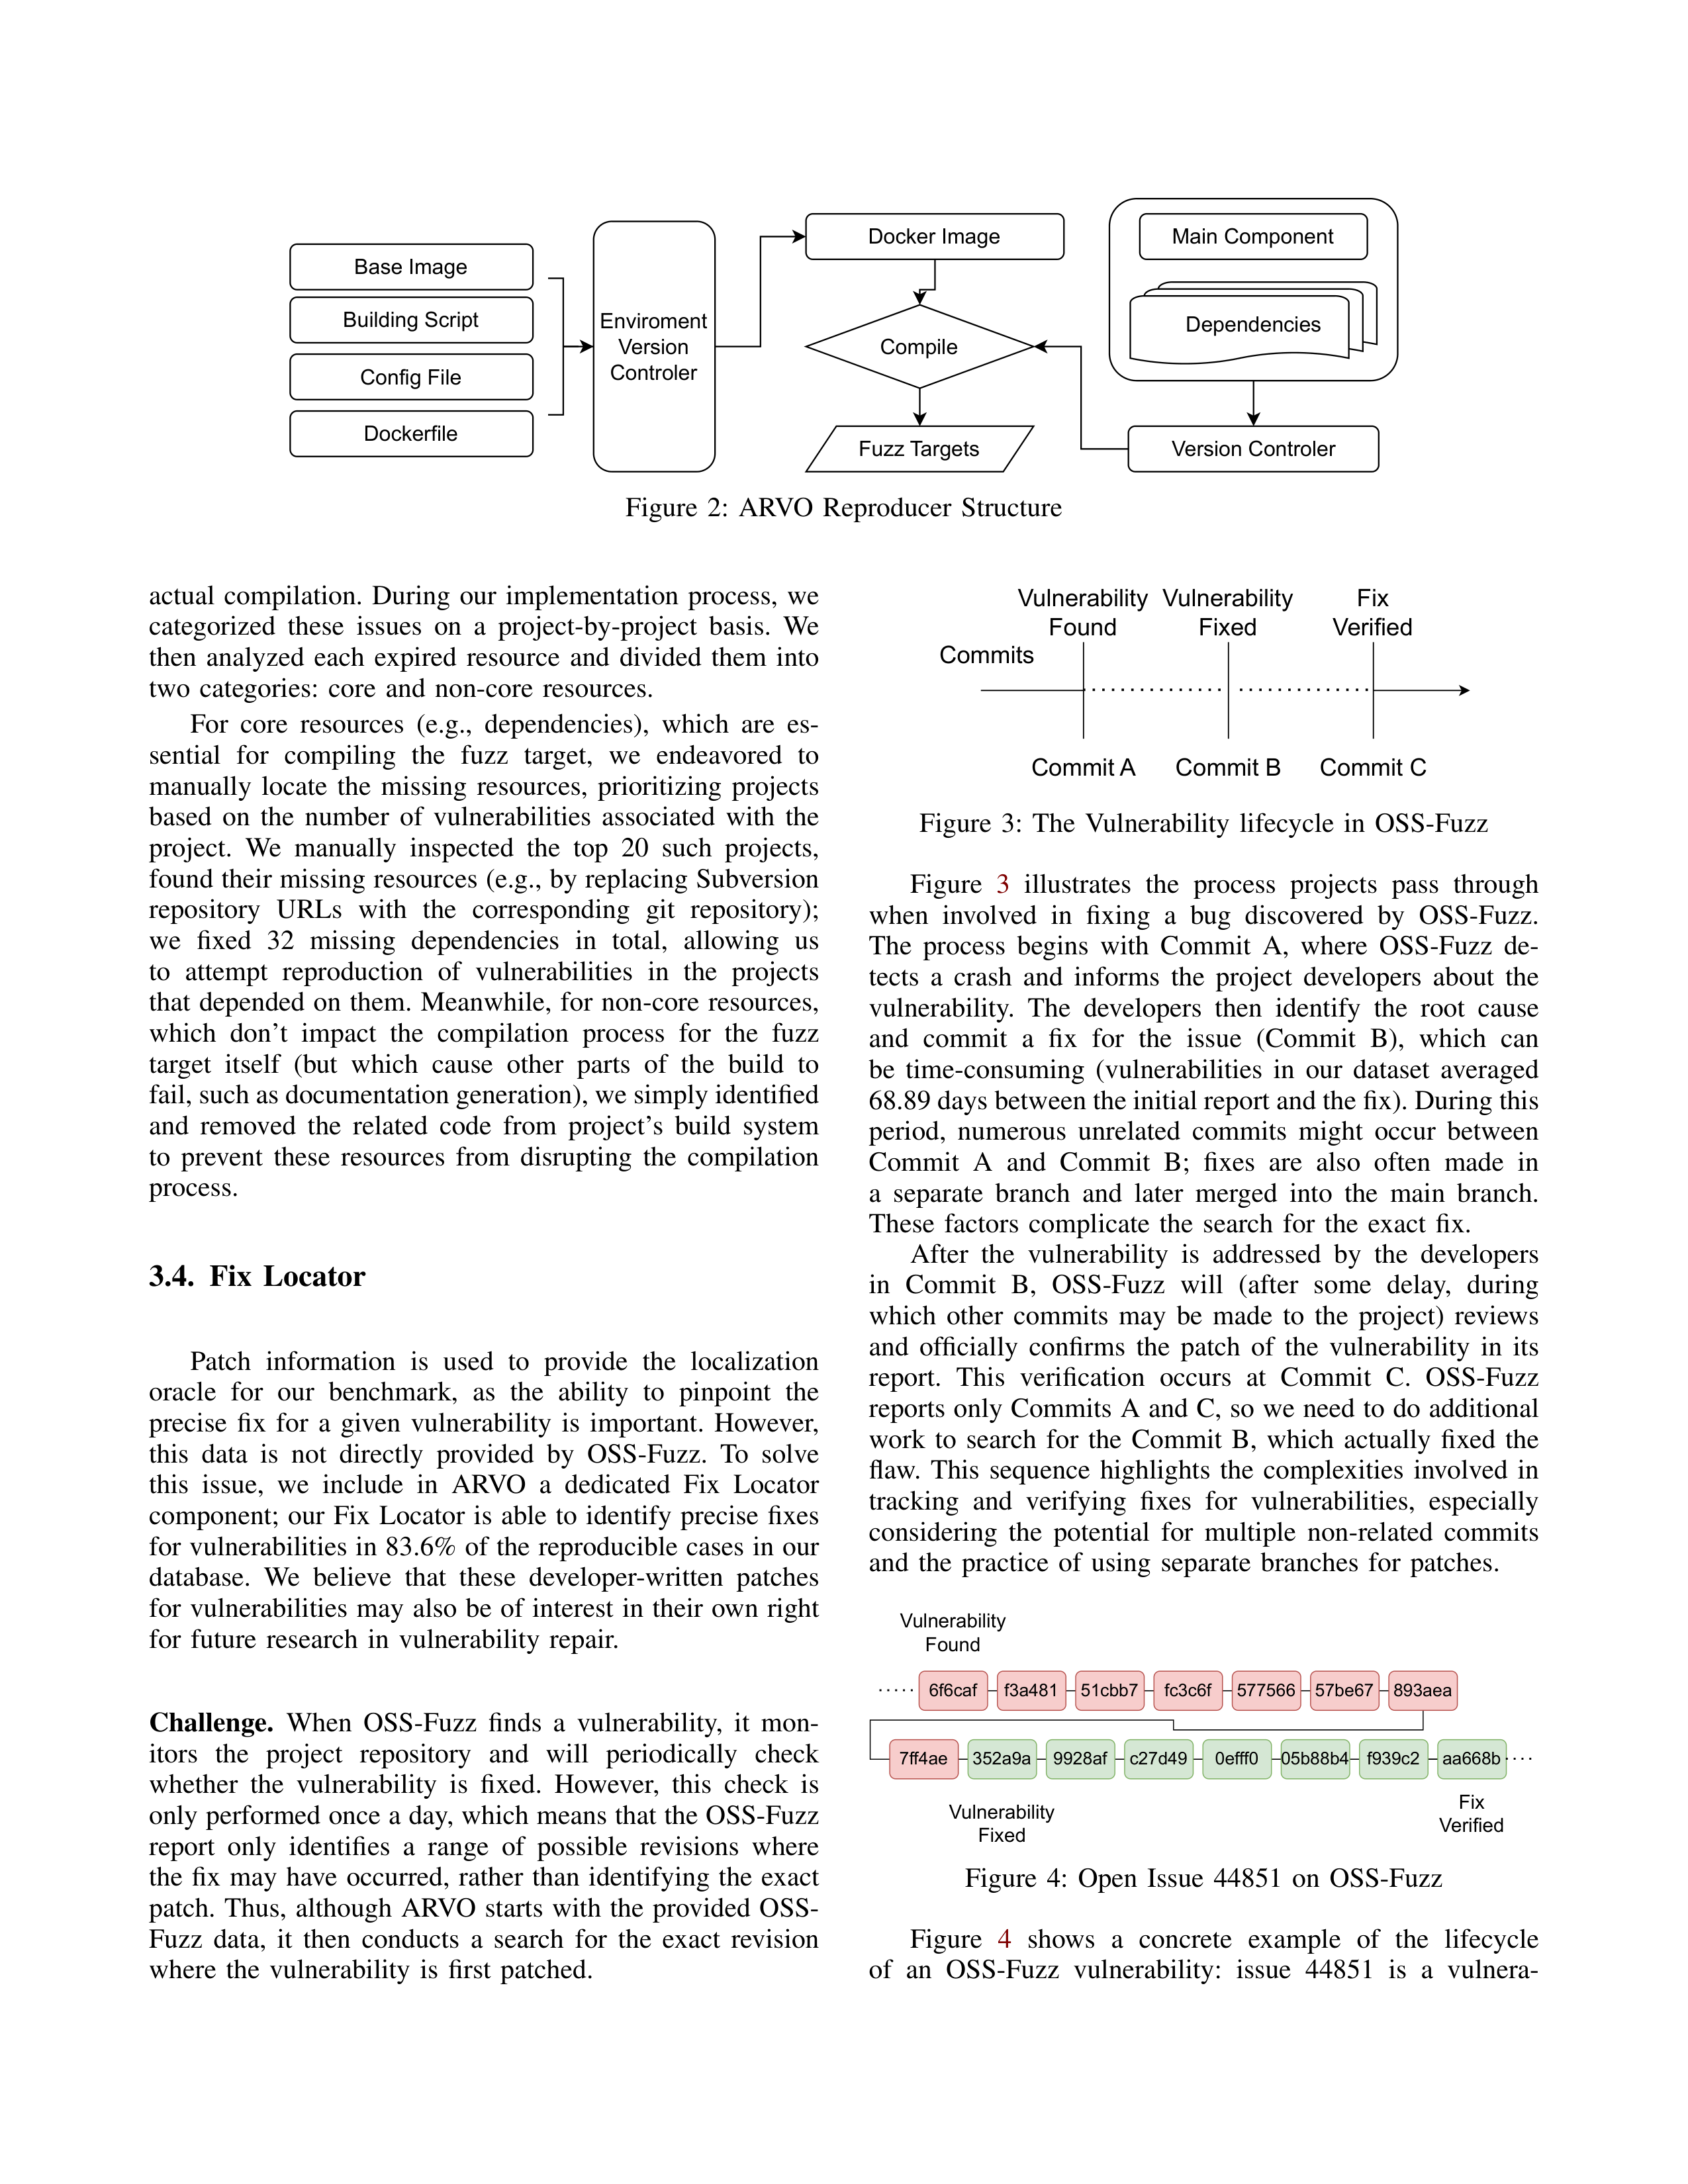 Base Image
Building Script
Config File
Dockerfile
Enviroment
Version
Controler
Docker Image
Compile
Fuzz Targets
Main Component
Dependencies
Version Controler
Figure 2: ARVO Reproducer Structure
actual compilation. During our implementation process, we
categorized these issues on a project-by-project basis. We
then analyzed each expired resource and divided them into
two categories: core and non-core resources.
For core resources (e.g., dependencies), which are es-
sential for compiling the fuzz target, we endeavored to
manually locate the missing resources, prioritizing projects
based on the number of vulnerabilities associated with the
project. We manually inspected the top 20 such projects,
found their missing resources (e.g., by replacing Subversion
repository URLs with the corresponding git repository);
we fixed 32 missing dependencies in total, allowing us
to attempt reproduction of vulnerabilities in the projects
that depended on them. Meanwhile, for non-core resources,
which don't impact the compilation process for the fuzz
target itself (but which cause other parts of the build to
fail, such as documentation generation), we simply identified
and removed the related code from project's build system
to prevent these resources from disrupting the compilation
process.
3.4. Fix Locator
Patch information is used to provide the localization
oracle for our benchmark, as the ability to pinpoint the
precise fix for a given vulnerability is important. However,
this data is not directly provided by OSS-Fuzz. To solve
this issue, we include in ARVO a dedicated Fix Locator
component; our Fix Locator is able to identify precise fixes
for vulnerabilities in 83.6% of the reproducible cases in our
database. We believe that these developer-written patches
for vulnerabilities may also be of interest in their own right
for future research in vulnerability repair.
Challenge. When OSS-Fuzz finds a vulnerability, it mon-
itors the project repository and will periodically check
whether the vulnerability is fixed. However, this check is
only performed once a day, which means that the OSS-Fuzz
report only identifies a range of possible revisions where
the fix may have occurred, rather than identifying the exact
patch. Thus, although ARVO starts with the provided OSS-
Fuzz data, it then conducts a search for the exact revision
where the vulnerability is first patched.
Vulnerability Vulnerability Fix
Found Fixed Verified
Commits
Commit A Commit B Commit C
Figure 3: The Vulnerability lifecycle in OSS-Fuzz
Figure 3 illustrates the process projects pass through
when involved in fixing a bug discovered by OSS-Fuzz.
The process begins with Commit A, where OSS-Fuzz de-
tects a crash and informs the project developers about the
vulnerability. The developers then identify the root cause
and commit a fix for the issue (Commit B), which can
be time-consuming (vulnerabilities in our dataset averaged
68.89 days between the initial report and the fix). During this
period, numerous unrelated commits might occur between
Commit A and Commit B; fixes are also often made in
a separate branch and later merged into the main branch.
These factors complicate the search for the exact fix.
After the vulnerability is addressed by the developers
in Commit B, OSS-Fuzz will (after some delay, during
which other commits may be made to the project) reviews
and officially confirms the patch of the vulnerability in its
report. This verification occurs at Commit C. OSS-Fuzz
reports only Commits A and C, so we need to do additional
work to search for the Commit B, which actually fixed the
flaw. This sequence highlights the complexities involved in
tracking and verifying fixes for vulnerabilities, especially
considering the potential for multiple non-related commits
and the practice of using separate branches for patches.
Vulnerability
Found
6f6caf f3a481 51cbb7 fc3c6f 577566 57be67 893aea
7ff4ae 352a9a 9928af c27d49 0efff0 05b88b4 f939c2 aa668b
Vulnerability
Fixed
Fix
Verified
Figure 4: Open Issue 44851 on OSS-Fuzz
Figure 4 shows a concrete example of the lifecycle
of an OSS-Fuzz vulnerability: issue 44851 is a vulnera-